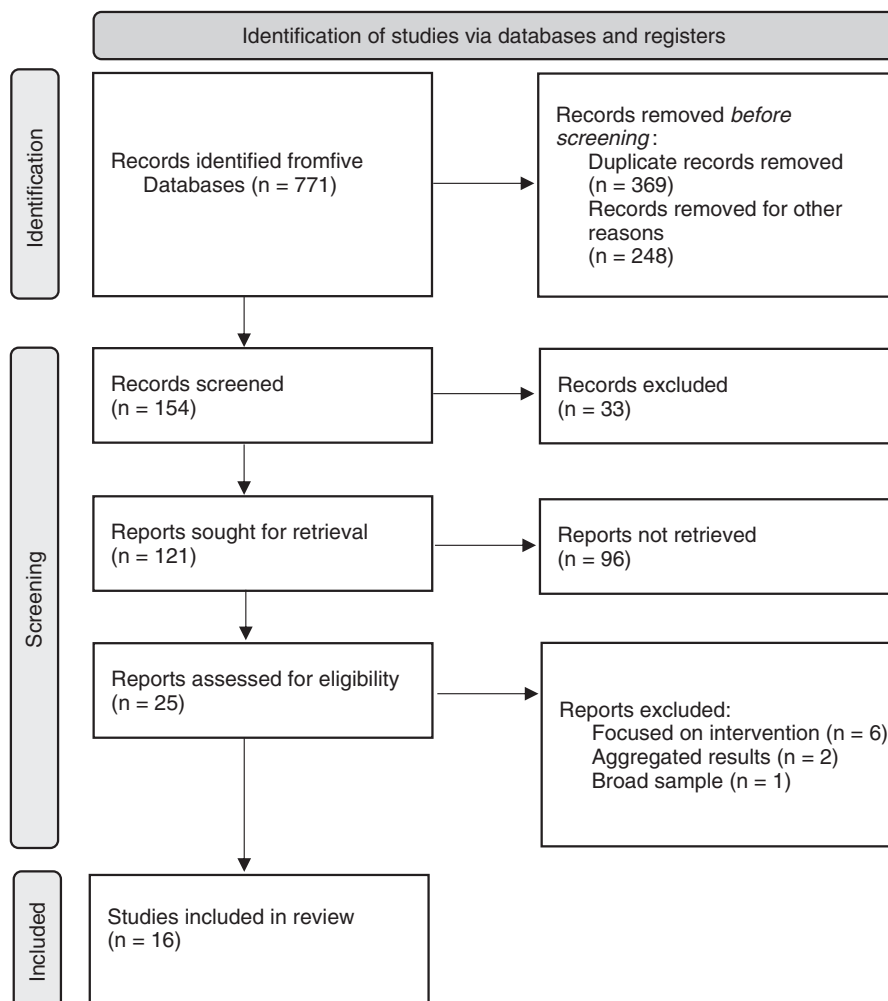 Identification of studies via databases and registers
Identification
Records identified fromfive
Databases (n = 771)
Records removed before
screening:
Duplicate records removed
(n = 369)
Records removed for other
reasons
(n = 248)
Screening
Records screened
(n = 154)
Records excluded
(n = 33)
Reports sought for retrieval
(n = 121)
Reports not retrieved
(n = 96)
Reports assessed for eligibility
(n = 25)
Reports excluded:
Focused on intervention (n = 6)
Aggregated results (n = 2)
Broad sample (n = 1)
Included
Studies included in review
(n = 16)